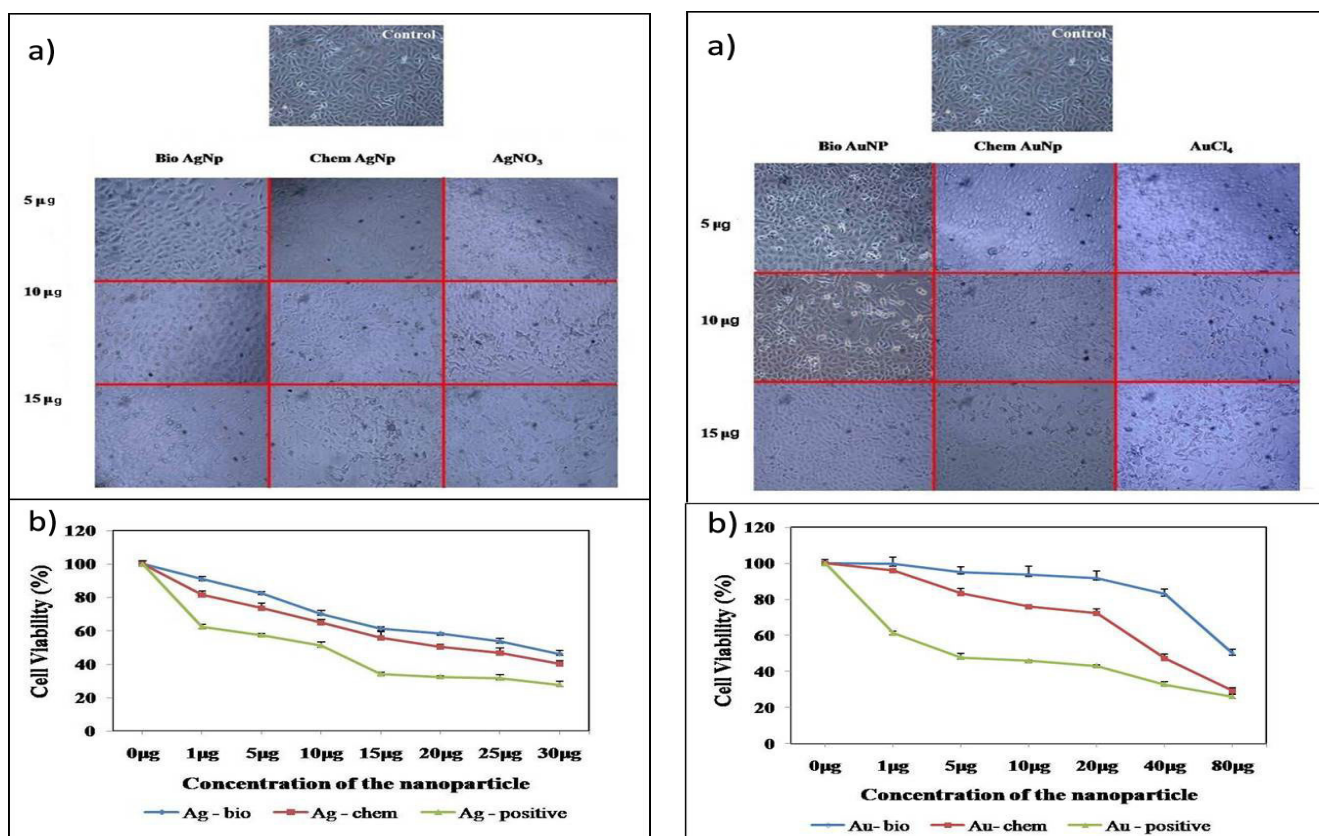 a)
Control
Bio AgNp Chem AgNp AgNO₃
5 µg
10 µg
15 µg
b)
120
100
80
60
40
20
0
Cell Viability (%)
0µg 1µg 5µg 10µg 15µg 20µg 25µg 30µg
Concentration of the nanoparticle
Ag - bio Ag - chem Ag - positive
a)
Control
Bio AuNP Chem AuNp AuCl₄
5 µg
10 µg
15 µg
b)
120
100
80
60
40
20
0
Cell Viability (%)
0µg 1µg 5µg 10µg 20µg 40µg 80µg
Concentration of the nanoparticle
Au- bio Au- chem Au - positive